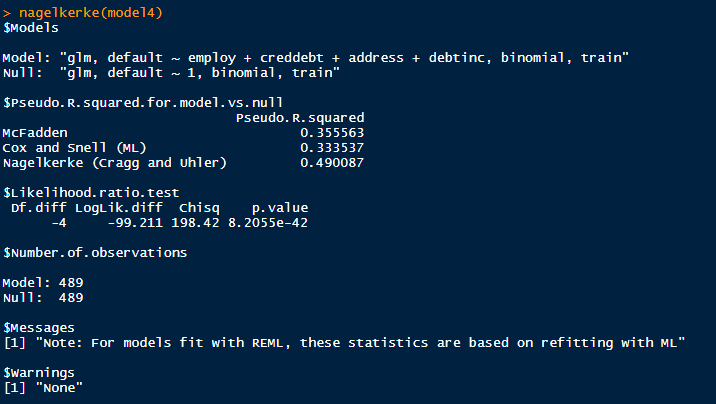 > nagelkerke(model4)
$Models
Model: "glm, default ~ employ + creddebt + address + debtinc, binomial, train"
Null:  "glm, default ~ 1, binomial, train"
$Pseudo.R.squared.for.model.vs.null
                             Pseudo.R.squared
McFadden                             0.355563
Cox and Snell (ML)                   0.333537
Nagelkerke (Cragg and Uhler)         0.490087
$Likelihood.ratio.test
 Df.diff LogLik.diff  Chisq    p.value
      -4     -99.211 198.42 8.2055e-42
$Number.of.observations
Model: 489
Null:  489
$Messages
[1] "Note: For models fit with REML, these statistics are based on refitting with ML"
$Warnings
[1] "None"